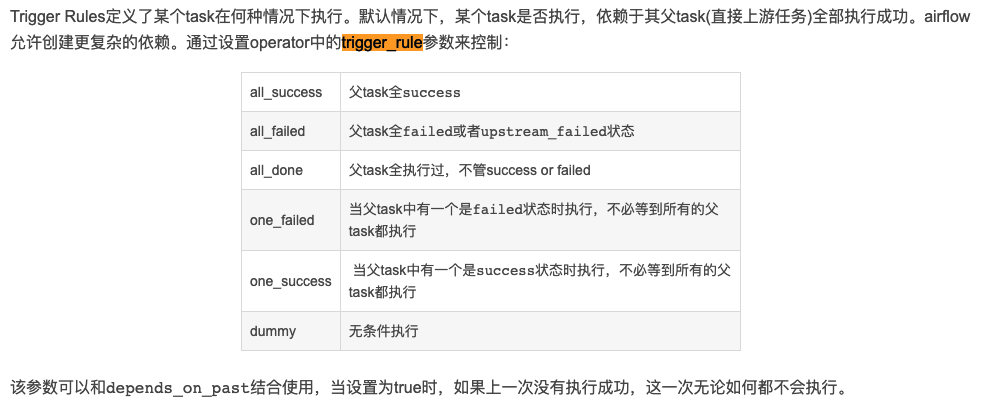 Trigger Rules定义了某个task在何种情况下执行。默认情况下，某个task是否执行，依赖于其父task(直接上游任务)全部执行成功。airflow
允许创建更复杂的依赖。通过设置operator中的trigger_rule参数来控制：
all_success 父task全success
all_failed 父task全failed或者upstream_failed状态
all_done 父task全执行过，不管success or failed
one_failed 当父task中有一个是failed状态时执行，不必等到所有的父
task都执行
one_success 当父task中有一个是success状态时执行，不必等到所有的父
task都执行
dummy 无条件执行
该参数可以和depends_on_past结合使用，当设置为true时，如果上一次没有执行成功，这一次无论如何都不会执行。